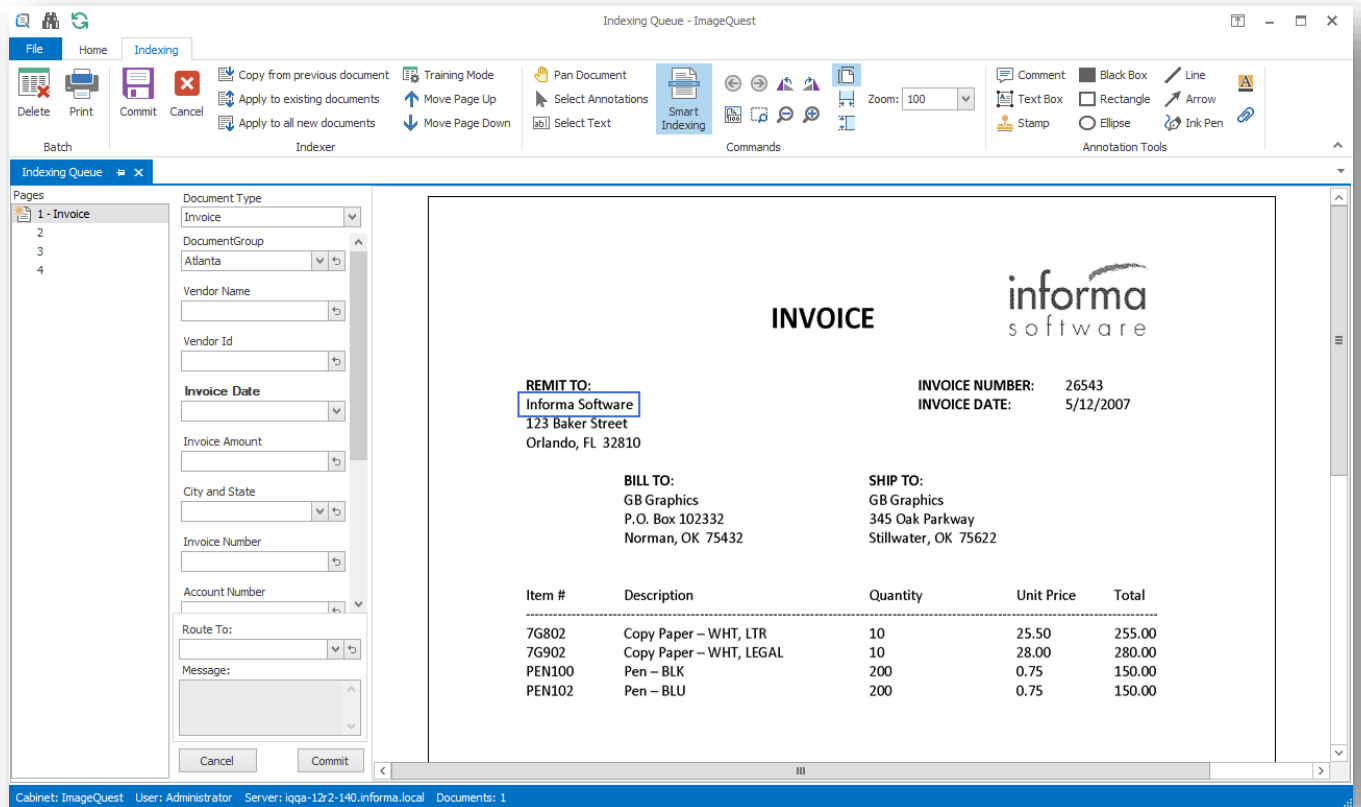 Indexing Queue - ImageQuest
File Home Indexing
Delete
Print
Batch
Commit
Cancel
Copy from previous document
Apply to existing documents
Apply to all new documents
Training Mode
Move Page Up
Move Page Down
Indexer
Pan Document
Select Annotations
ab Select Text
Smart
Indexing
100
Zoom: 100
Commands
Comment
Text Box
Stamp
Black Box
Rectangle
Ellipse
Line
Arrow
Ink Pen
A
Annotation Tools
Indexing Queue
Pages
1 - Invoice
2
3
4
Document Type
Invoice
DocumentGroup
Atlanta
Vendor Name
Vendor Id
Invoice Date
Invoice Amount
City and State
Invoice Number
Account Number
Route To:
Message:
Cancel Commit
informa
software
INVOICE
REMIT TO:
Informa Software
123 Baker Street
Orlando, FL 32810
INVOICE NUMBER: 26543
INVOICE DATE: 5/12/2007
BILL TO:
GB Graphics
P.O. Box 102332
Norman, OK 75432
SHIP TO:
GB Graphics
345 Oak Parkway
Stillwater, OK 75622
Item # Description Quantity Unit Price Total
--------------------------------------------------
7G802 Copy Paper – WHT, LTR 10 25.50 255.00
7G902 Copy Paper – WHT, LEGAL 10 28.00 280.00
PEN100 Pen – BLK 200 0.75 150.00
PEN102 Pen – BLU 200 0.75 150.00
Cabinet: ImageQuest User: Administrator Server: iqqa-12r2-140.informa.local Documents: 1